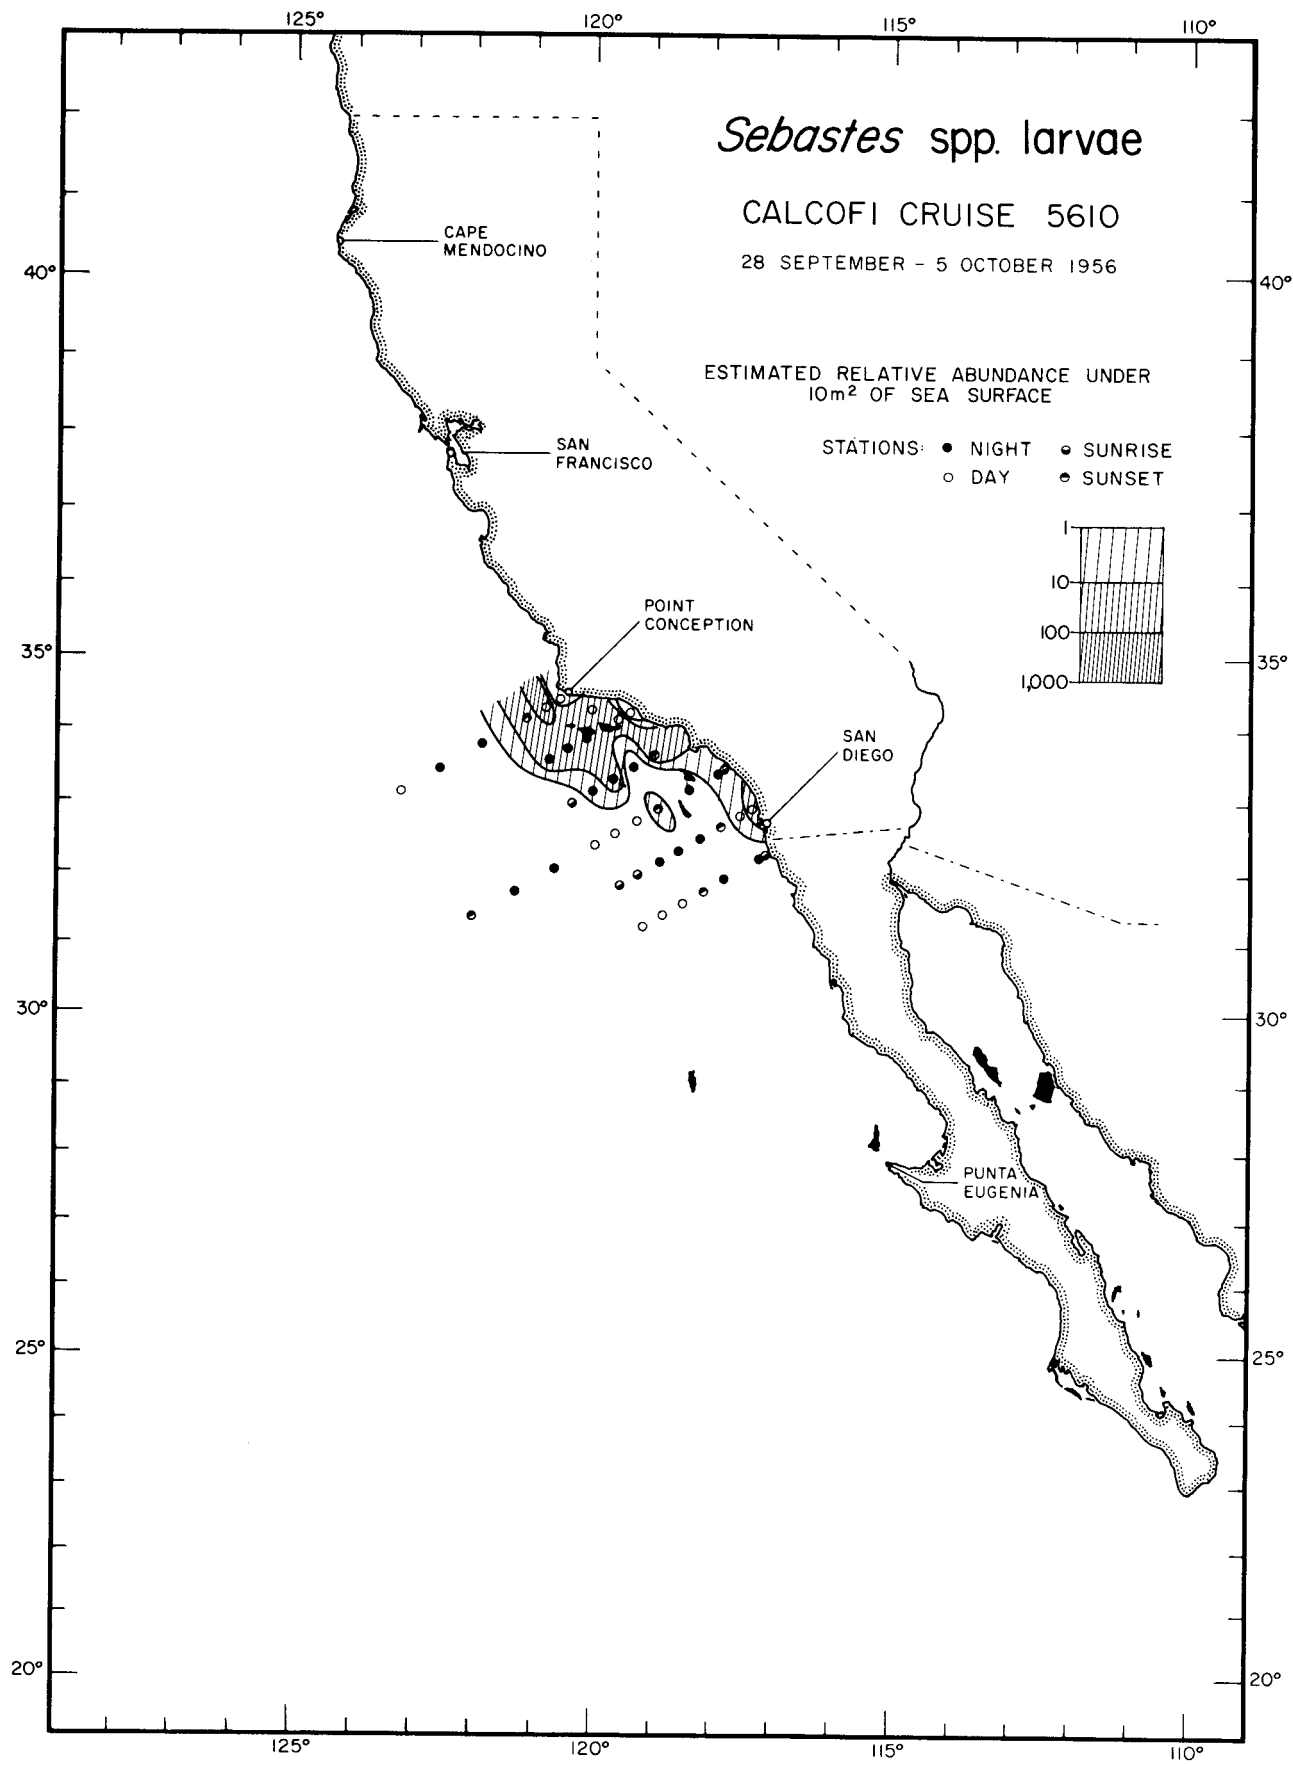 125°
120°
115°
110°
Sebastes spp. larvae
CALCOFI CRUISE 5610
28 SEPTEMBER – 5 OCTOBER 1956
CAPE
MENDOCINO
40°
40°
ESTIMATED RELATIVE ABUNDANCE UNDER
10m² OF SEA SURFACE
STATIONS: ● NIGHT ◒ SUNRISE
○ DAY ◓ SUNSET
SAN
FRANCISCO
1
10
100
1,000
POINT
CONCEPTION
35°
35°
SAN
DIEGO
30°
30°
PUNTA
EUGENIA
25°
25°
20°
20°
125°
120°
115°
110°